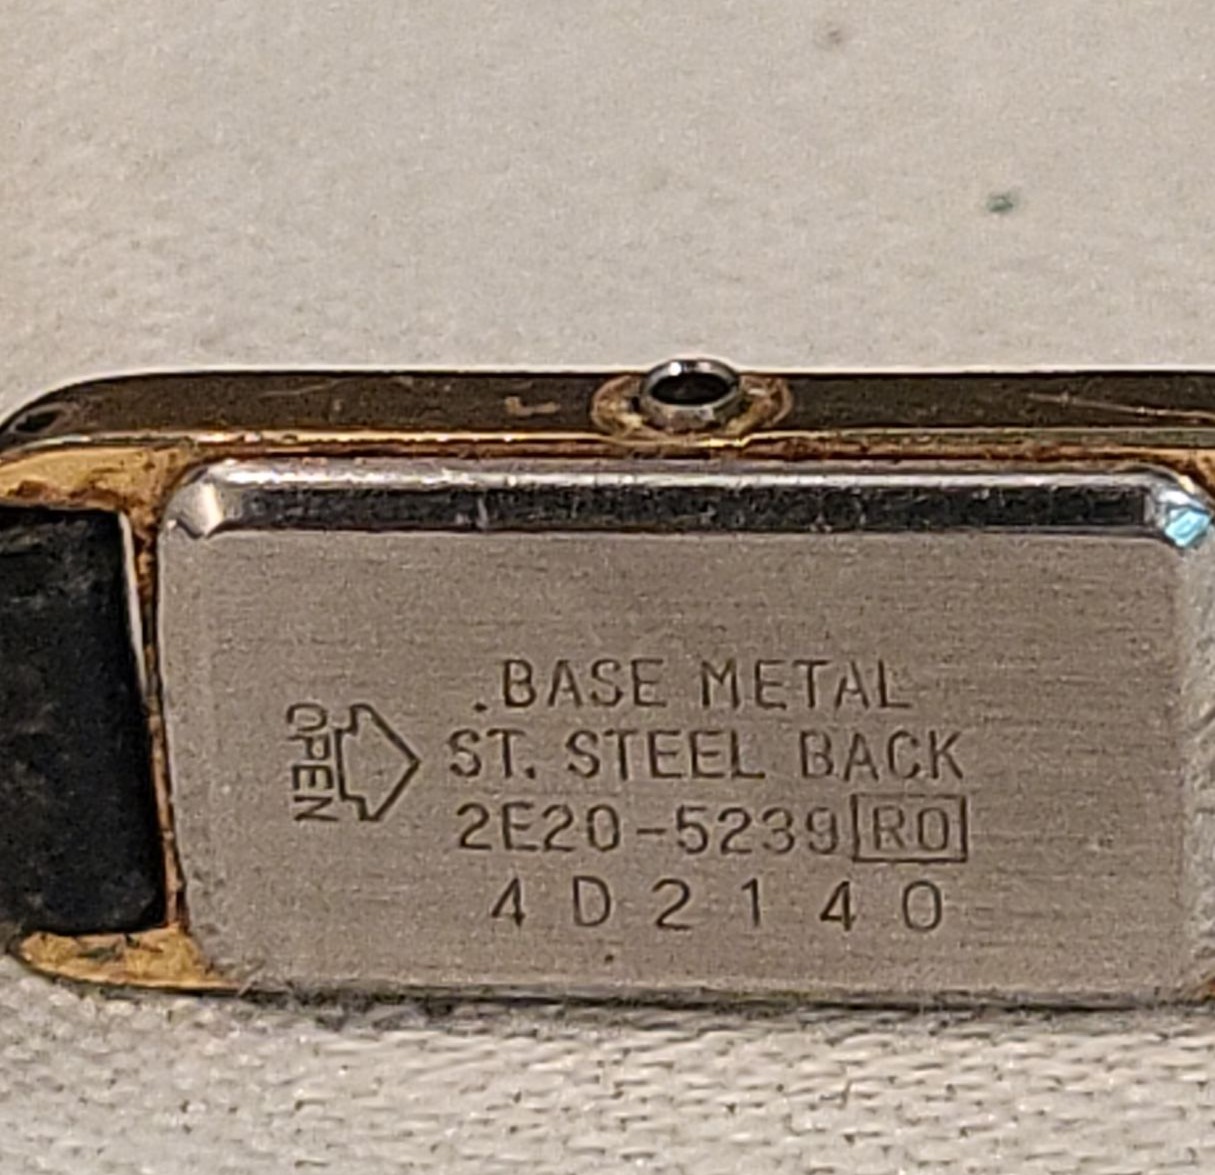 .BASE METAL
ST. STEEL BACK
2E20-5239 R0
4D2140
OPEN